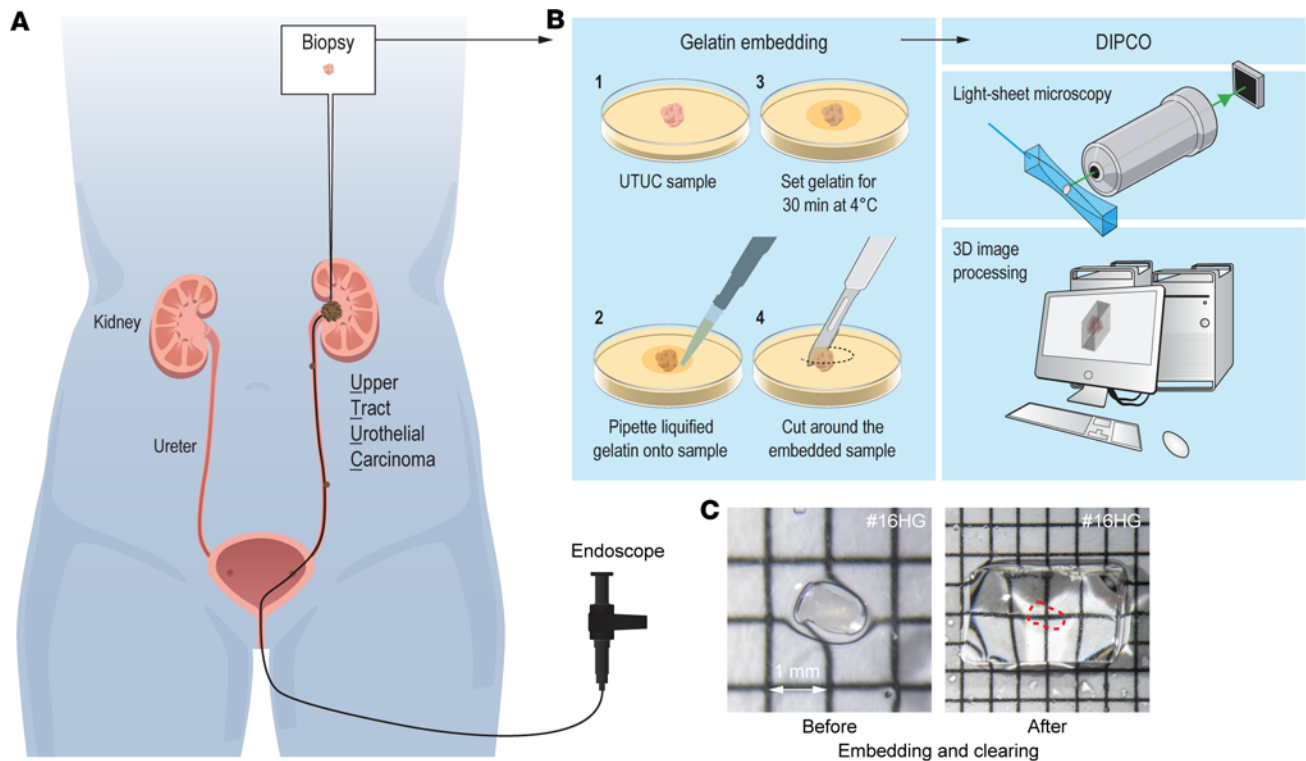 A
Biopsy
Kidney
Ureter
Upper
Tract
Urothelial
Carcinoma
Endoscope
B
Gelatin embedding
1
UTUC sample
3
Set gelatin for
30 min at 4°C
2
Pipette liquified
gelatin onto sample
4
Cut around the
embedded sample
DIPCO
Light-sheet microscopy
3D image
processing
C
#16HG
1 mm
Before
#16HG
After
Embedding and clearing